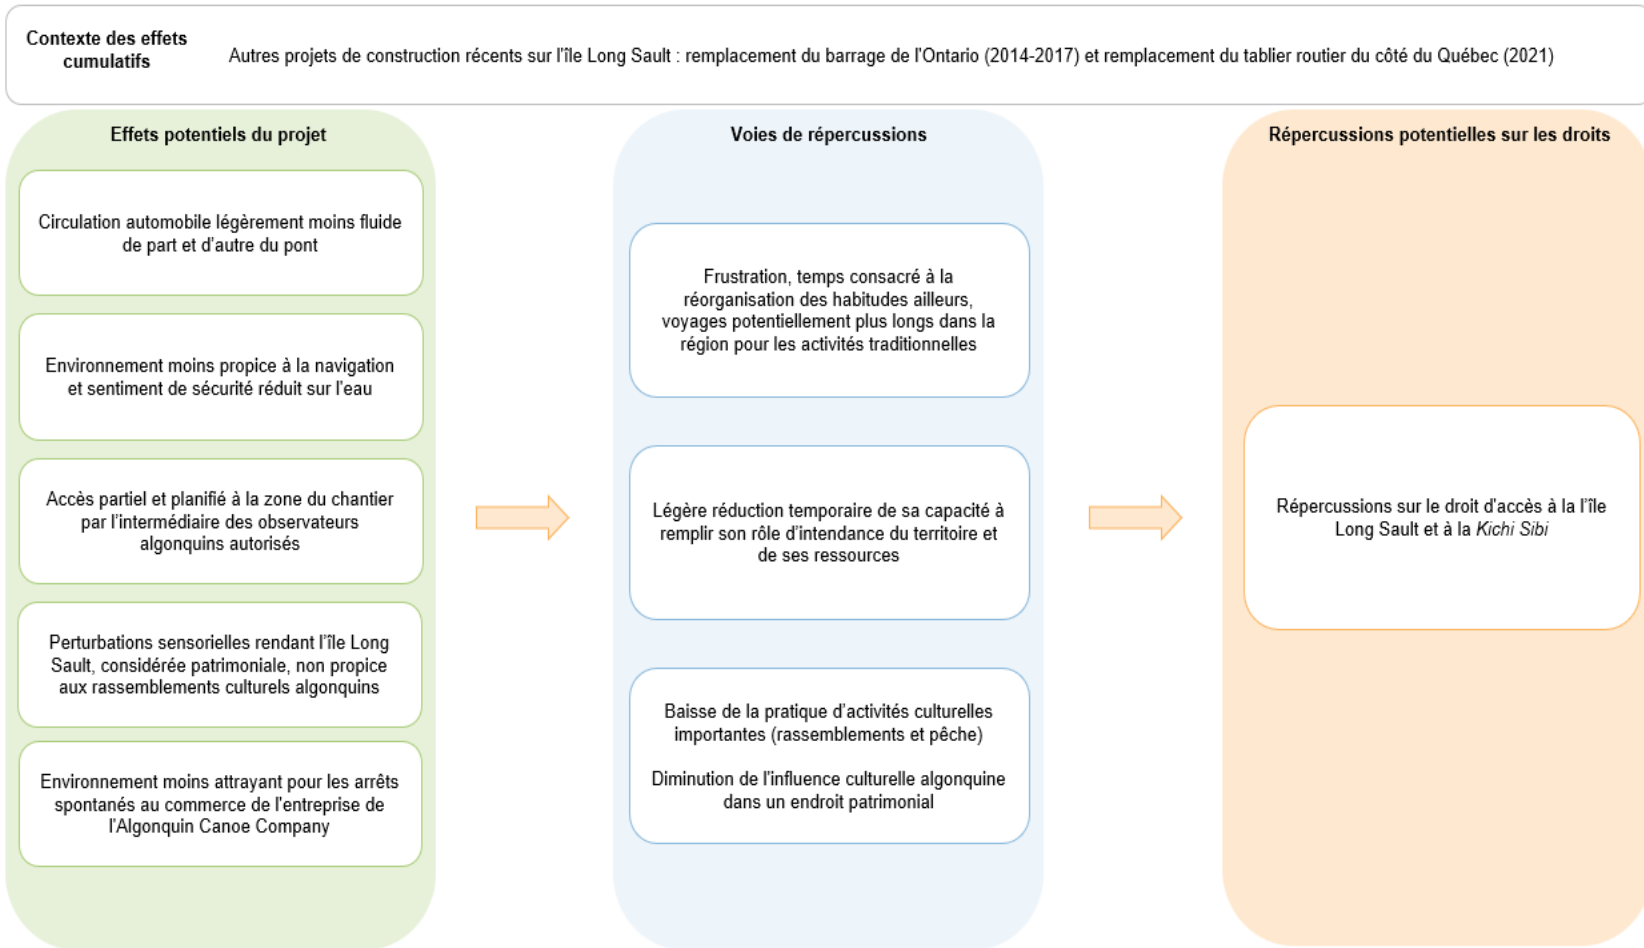 Contexte des effets
cumulatifs
Autres projets de construction récents sur l'île Long Sault : remplacement du barrage de l'Ontario (2014-2017) et remplacement du tablier routier du côté du Québec (2021)
Effets potentiels du projet
Circulation automobile légèrement moins fluide
de part et d'autre du pont
Environnement moins propice à la navigation
et sentiment de sécurité réduit sur l'eau
Accès partiel et planifié à la zone du chantier
par l'intermédiaire des observateurs
algonquins autorisés
Perturbations sensorielles rendant l'île Long
Sault, considérée patrimoniale, non propice
aux rassemblements culturels algonquins
Environnement moins attrayant pour les arrêts
spontanés au commerce de l'entreprise de
l'Algonquin Canoe Company
Voies de répercussions
Frustration, temps consacré à la
réorganisation des habitudes ailleurs,
voyages potentiellement plus longs dans la
région pour les activités traditionnelles
Légère réduction temporaire de sa capacité à
remplir son rôle d'intendance du territoire et
de ses ressources
Baisse de la pratique d'activités culturelles
importantes (rassemblements et pêche)
Diminution de l'influence culturelle algonquine
dans un endroit patrimonial
Répercussions potentielles sur les droits
Répercussions sur le droit d'accès à la l'île
Long Sault et à la Kichi Sibi